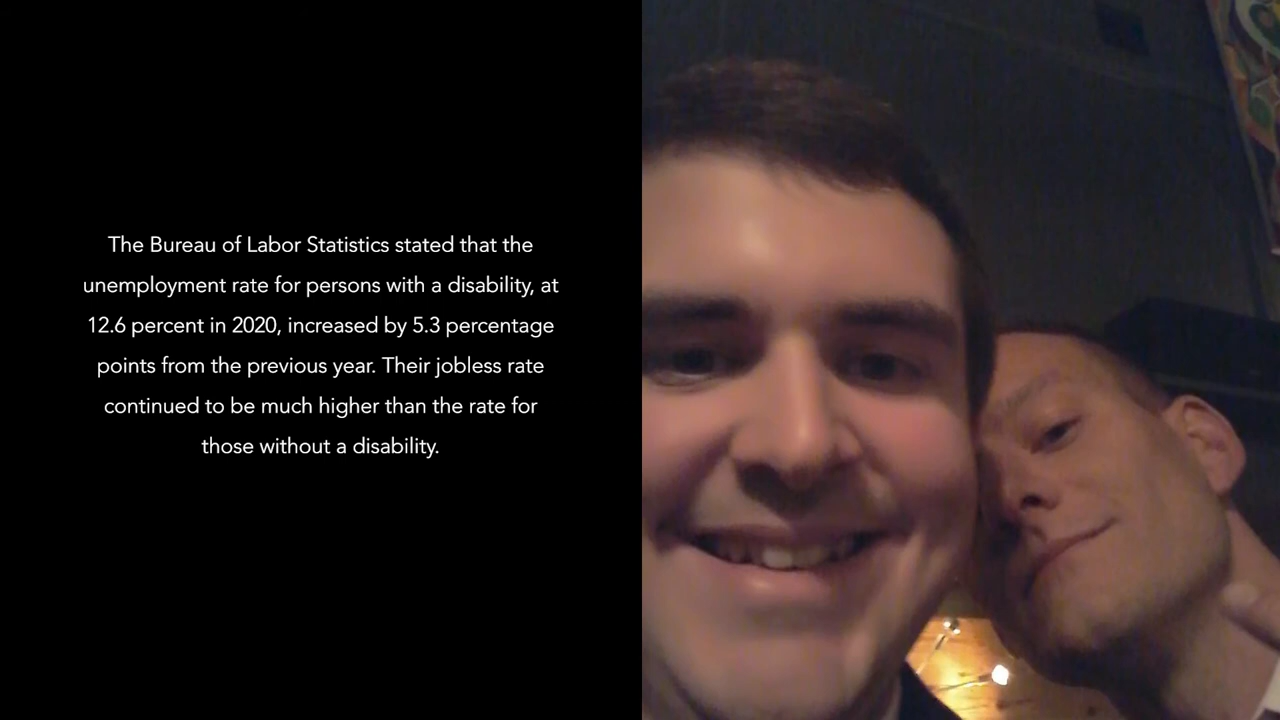 The Bureau of Labor Statistics stated that the
unemployment rate for persons with a disability, at
12.6 percent in 2020, increased by 5.3 percentage
points from the previous year. Their jobless rate
continued to be much higher than the rate for
those without a disability.